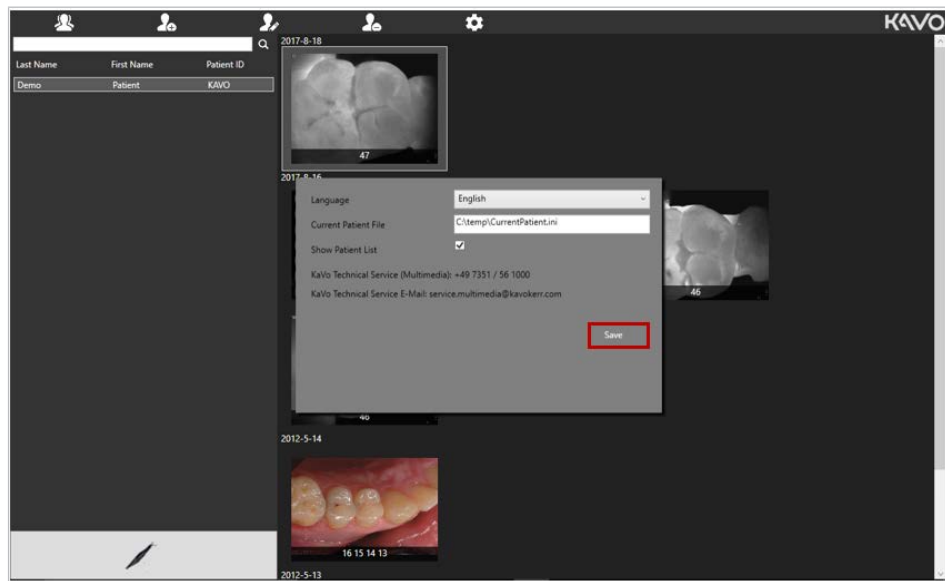 KAVO
2017-8-18
Last Name First Name Patient ID
Demo Patient KAVO
47
2017-8-16
Language English
Current Patient File C:\temp\CurrentPatient.ini
Show Patient List
KaVo Technical Service (Multimedia): +49 7351 / 56 1000
KaVo Technical Service E-Mail: service.multimedia@kavokerr.com
46
Save
46
2012-5-14
16 15 14 13
2012-5-13